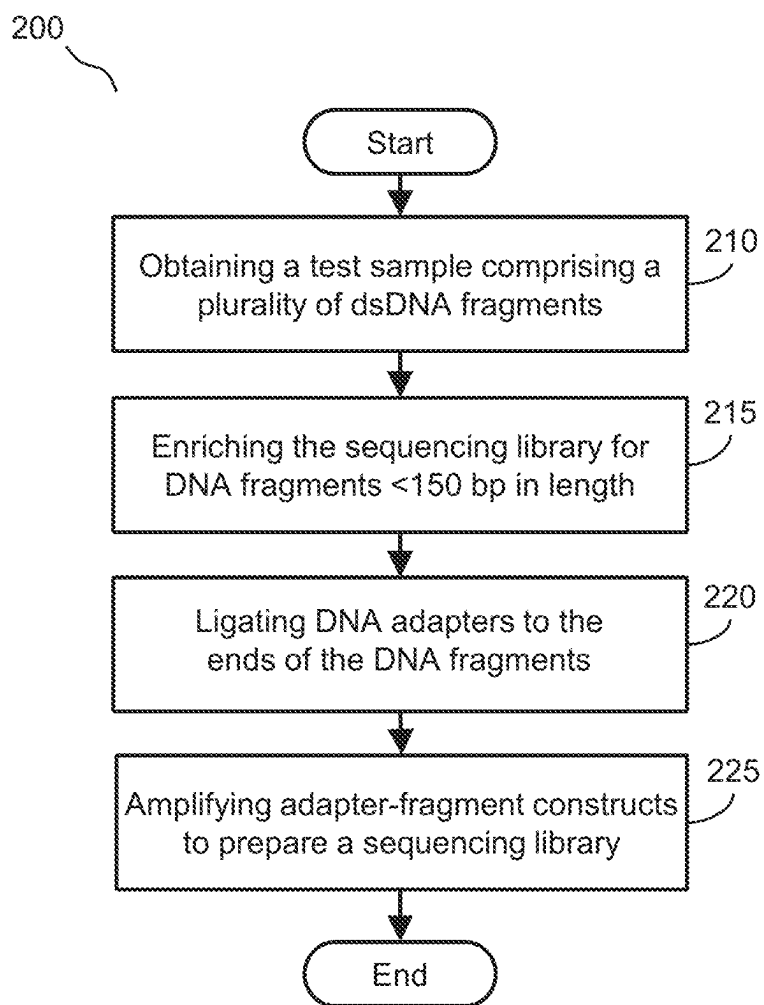 200
Start
210
Obtaining a test sample comprising a
plurality of dsDNA fragments
215
Enriching the sequencing library for
DNA fragments <150 bp in length
220
Ligating DNA adapters to the
ends of the DNA fragments
225
Amplifying adapter-fragment constructs
to prepare a sequencing library
End